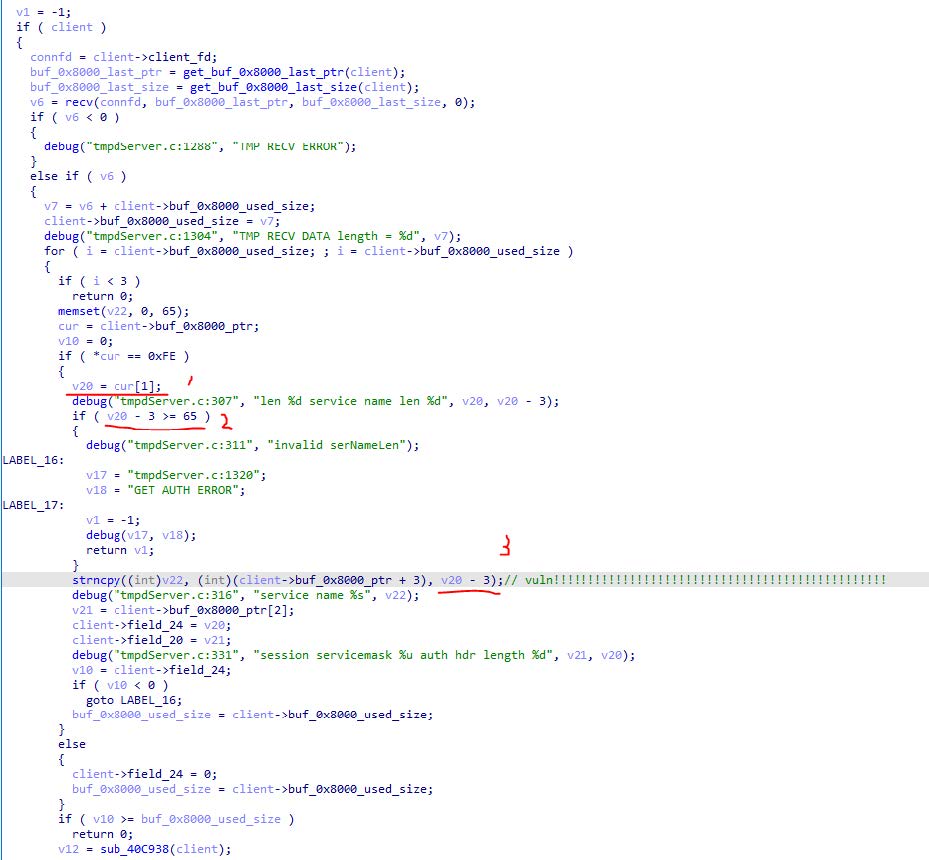 v1 = -1;
if ( client )
{
connfd = client->client_fd;
buf_0x8000_last_ptr = get_buf_0x8000_last_ptr(client);
buf_0x8000_last_size = get_buf_0x8000_last_size(client);
v6 = recv(connfd, buf_0x8000_last_ptr, buf_0x8000_last_size, 0);
if ( v6 < 0 )
{
debug("tmpdServer.c:1288", "TMP RECV ERROR");
}
else if ( v6 )
{
v7 = v6 + client->buf_0x8000_used_size;
client->buf_0x8000_used_size = v7;
debug("tmpdServer.c:1304", "TMP RECV DATA length = %d", v7);
for ( i = client->buf_0x8000_used_size; ; i = client->buf_0x8000_used_size )
{
if ( i < 3 )
return 0;
memset(v22, 0, 65);
cur = client->buf_0x8000_ptr;
v10 = 0;
if ( *cur == 0xFE )
{
v20 = cur[1]; 1
debug("tmpdServer.c:307", "len %d service name len %d", v20, v20 - 3);
if ( v20 - 3 >= 65 ) 2
{
debug("tmpdServer.c:311", "invalid serNameLen");
LABEL_16:
v17 = "tmpdServer.c:1320";
v18 = "GET AUTH ERROR";
LABEL_17:
v1 = -1;
debug(v17, v18);
return v1;
3
}
strncpy((int)v22, (int)(client->buf_0x8000_ptr + 3), v20 - 3);// vuln!!!!!!!!!!!!!!!!!!!!!!!!!!!!!!!!!!!!!!!!!!!!!!!!!
debug("tmpdServer.c:316", "service name %s", v22);
v21 = client->buf_0x8000_ptr[2];
client->field_24 = v20;
client->field_20 = v21;
debug("tmpdServer.c:331", "session servicemask %u auth hdr length %d", v21, v20);
v10 = client->field_24;
if ( v10 < 0 )
goto LABEL_16;
buf_0x8000_used_size = client->buf_0x8000_used_size;
}
else
{
client->field_24 = 0;
buf_0x8000_used_size = client->buf_0x8000_used_size;
}
if ( v10 >= buf_0x8000_used_size )
return 0;
v12 = sub_40C938(client);